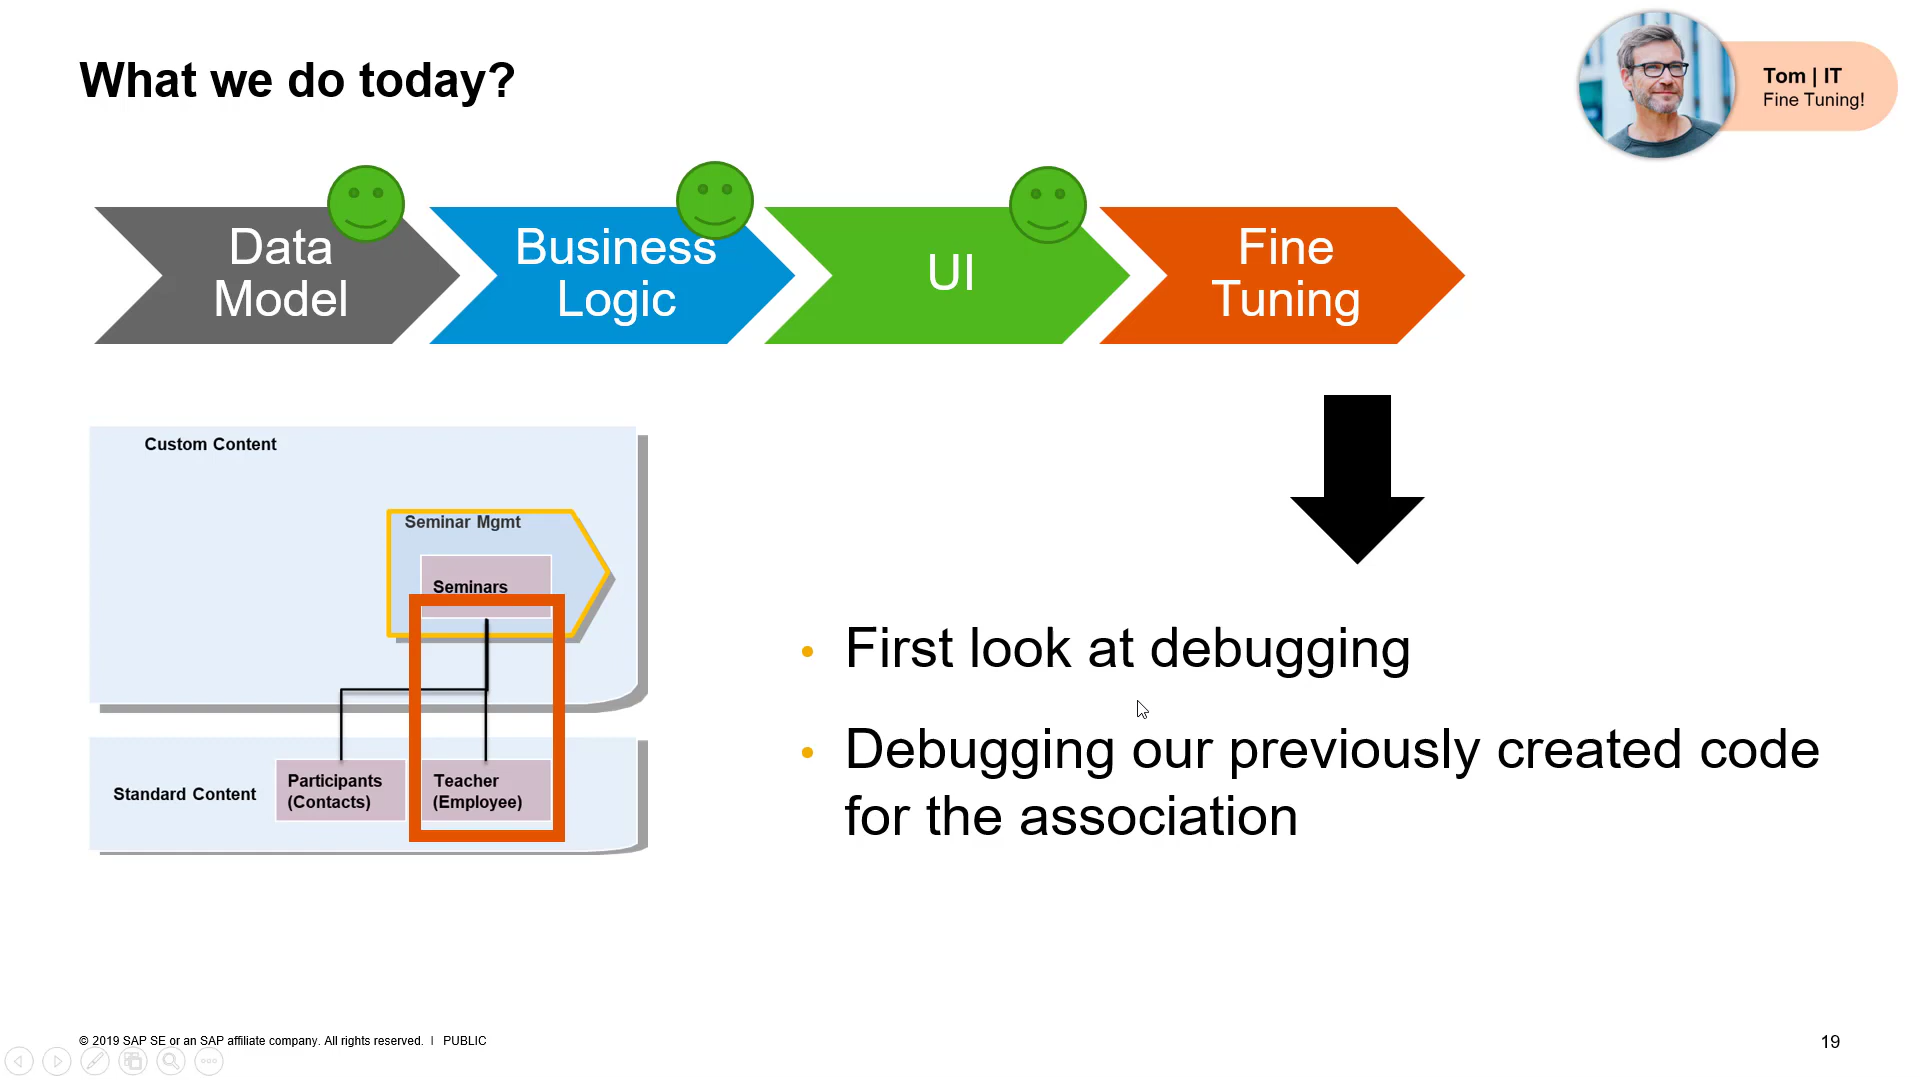 What we do today?
Tom | IT
Fine Tuning!
Data
Model
Business
Logic
UI
Fine
Tuning
Custom Content
Seminar Mgmt
Seminars
Standard Content
Participants
(Contacts)
Teacher
(Employee)
• First look at debugging
• Debugging our previously created code
for the association
© 2019 SAP SE or an SAP affiliate company. All rights reserved. | PUBLIC
19